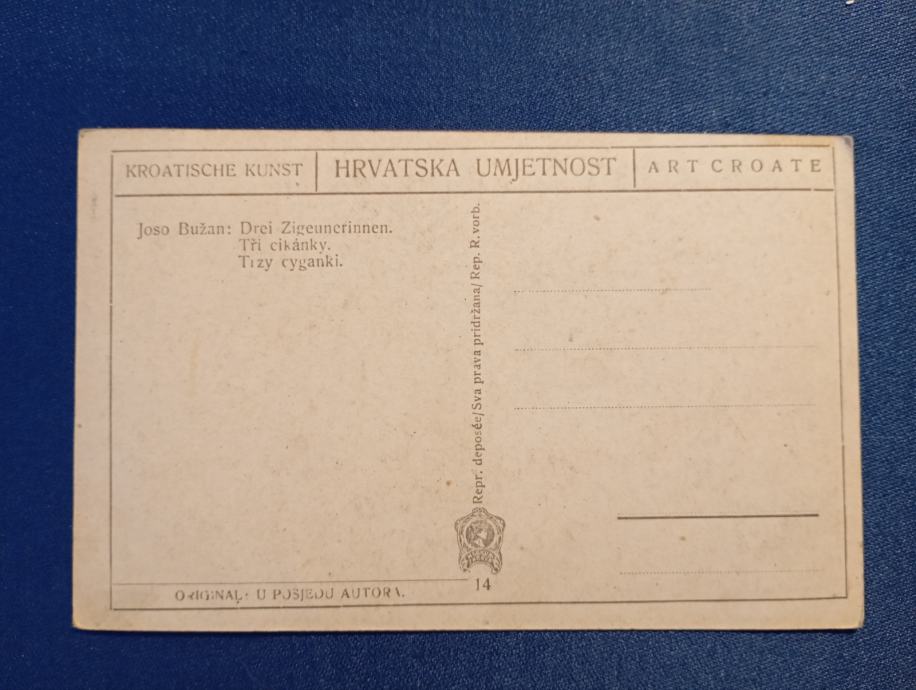 KROATISCHE KUNST
HRVATSKA UMJETNOST
ART CROATE
Joso Bužan: Drei Zigeunerinnen.
Tři cikánky.
Trzy cyganki.
Repr. deposée/Sva prava pridržana/Rep. R. vorb.
14
ORIGINAL: U POSJEDU AUTORA.